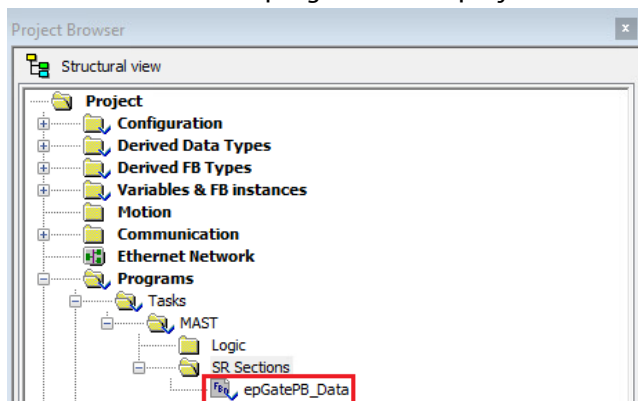 Project Browser
x
Structural view
Project
Configuration
Derived Data Types
Derived FB Types
Variables & FB instances
Motion
Communication
Ethernet Network
Programs
Tasks
MAST
Logic
SR Sections
FBD epGatePB_Data